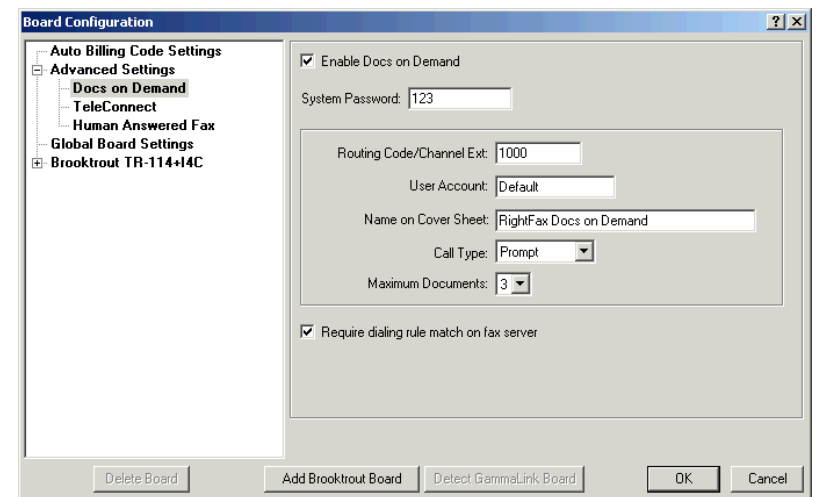 Board Configuration
Auto Billing Code Settings
Advanced Settings
Docs on Demand
TeleConnect
Human Answered Fax
Global Board Settings
Brooktrout TR-114+I4C
Enable Docs on Demand
System Password: 123
Routing Code/Channel Ext: 1000
User Account: Default
Name on Cover Sheet: RightFax Docs on Demand
Call Type: Prompt
Maximum Documents: 3
Require dialing rule match on fax server
Delete Board Add Brooktrout Board Detect GammaLink Board OK Cancel